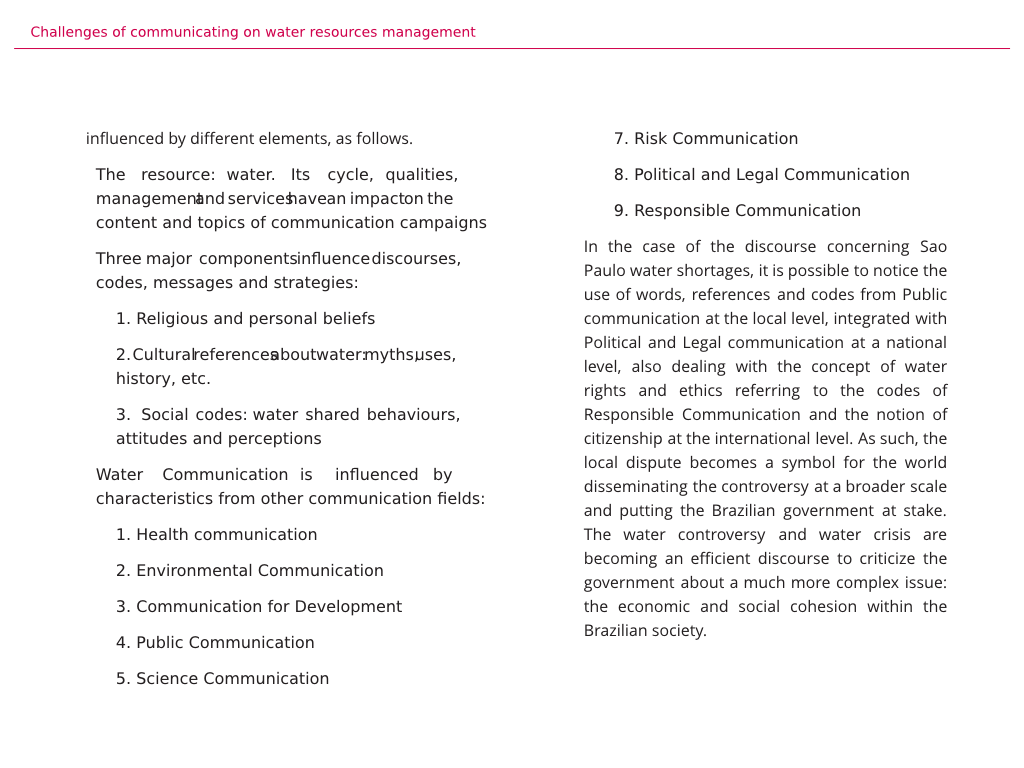 Challenges of communicating on water resources management
influenced by different elements, as follows.
The resource: water. Its cycle, qualities,
management and services have an impact on the
content and topics of communication campaigns
Three major components influence discourses,
codes, messages and strategies:
1. Religious and personal beliefs
2. Cultural references about water: myths, uses,
history, etc.
3. Social codes: water shared behaviours,
attitudes and perceptions
Water Communication is influenced by
characteristics from other communication fields:
1. Health communication
2. Environmental Communication
3. Communication for Development
4. Public Communication
5. Science Communication
7. Risk Communication
8. Political and Legal Communication
9. Responsible Communication
In the case of the discourse concerning Sao
Paulo water shortages, it is possible to notice the
use of words, references and codes from Public
communication at the local level, integrated with
Political and Legal communication at a national
level, also dealing with the concept of water
rights and ethics referring to the codes of
Responsible Communication and the notion of
citizenship at the international level. As such, the
local dispute becomes a symbol for the world
disseminating the controversy at a broader scale
and putting the Brazilian government at stake.
The water controversy and water crisis are
becoming an efficient discourse to criticize the
government about a much more complex issue:
the economic and social cohesion within the
Brazilian society.